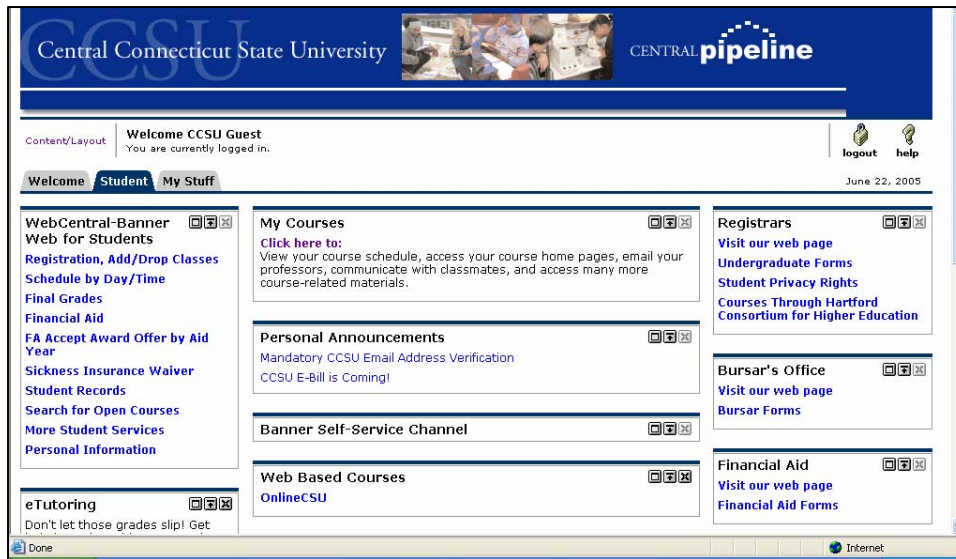 CCSU
Central Connecticut State University
CENTRAL pipeline
Content/Layout
Welcome CCSU Guest
You are currently logged in.
logout
help
Welcome
Student
My Stuff
June 22, 2005
WebCentral-Banner
Web for Students
Registration, Add/Drop Classes
Schedule by Day/Time
Final Grades
Financial Aid
FA Accept Award Offer by Aid
Year
Sickness Insurance Waiver
Student Records
Search for Open Courses
More Student Services
Personal Information
eTutoring
Don't let those grades slip! Get
My Courses
Click here to:
View your course schedule, access your course home pages, email your
professors, communicate with classmates, and access many more
course-related materials.
Personal Announcements
Mandatory CCSU Email Address Verification
CCSU E-Bill is Coming!
Banner Self-Service Channel
Web Based Courses
OnlineCSU
Registrars
Visit our web page
Undergraduate Forms
Student Privacy Rights
Courses Through Hartford
Consortium for Higher Education
Bursar's Office
Visit our web page
Bursar Forms
Financial Aid
Visit our web page
Financial Aid Forms
Done
Internet